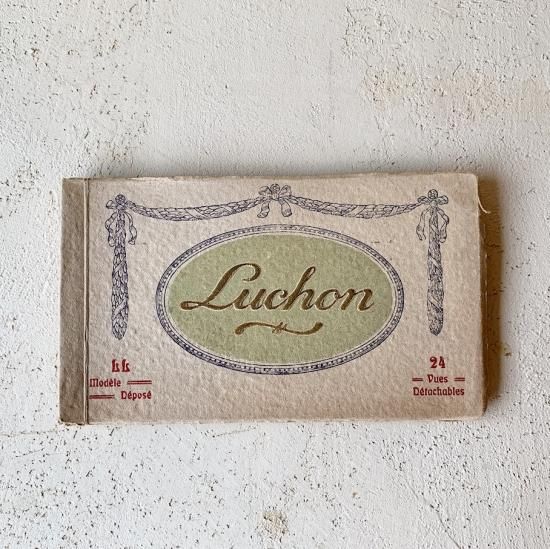 Luchon
LL
Modèle
Déposé
24
Vues
Détachables